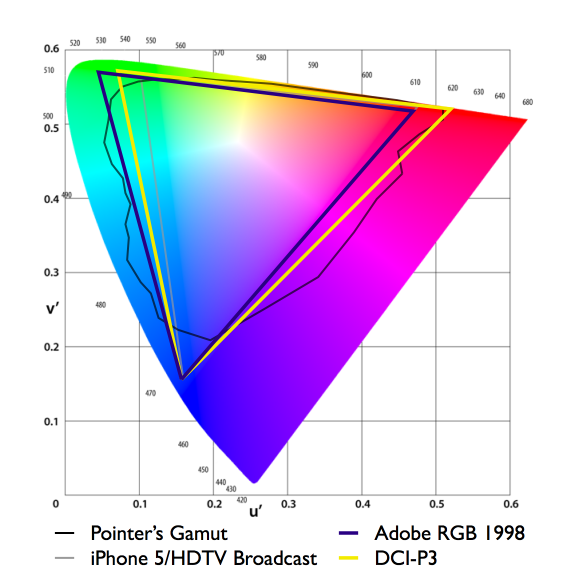 0.6
520 530 540 550 560 570 580 590 600 610 620 630 640 680
510
500
0.5
0.4
490
0.3
v′
480
0.2
470
0.1
460
450
440
430
420
0 0.1 0.2 0.3 0.4 0.5 0.6
u′
Pointer's Gamut Adobe RGB 1998
iPhone 5/HDTV Broadcast DCI-P3